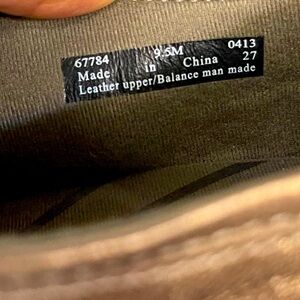 67784 9.5M 0413
Made in China 27
Leather upper/Balance man made